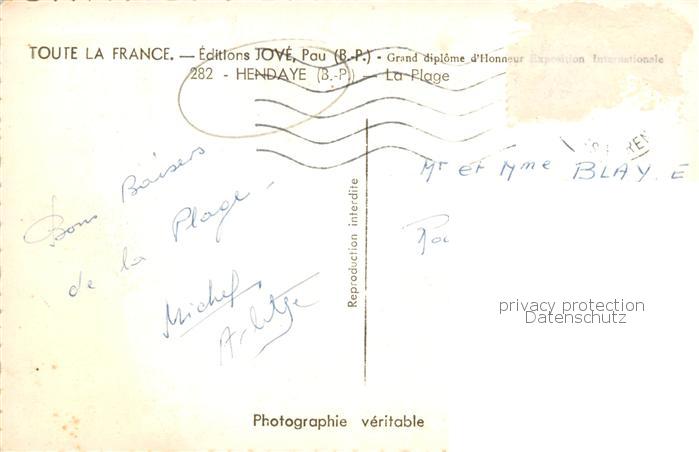 TOUTE LA FRANCE. — Éditions JOVÉ, Pau (B.-P.) - Grand diplôme d'Honneur Exposition Internationale
282 - HENDAYE (B.-P.) — La Plage
Bons Baisers
de la Plage -
Michel
Reproduction interdite
Mr et Mme BLAY. E
privacy protection
Datenschutz
Photographie véritable